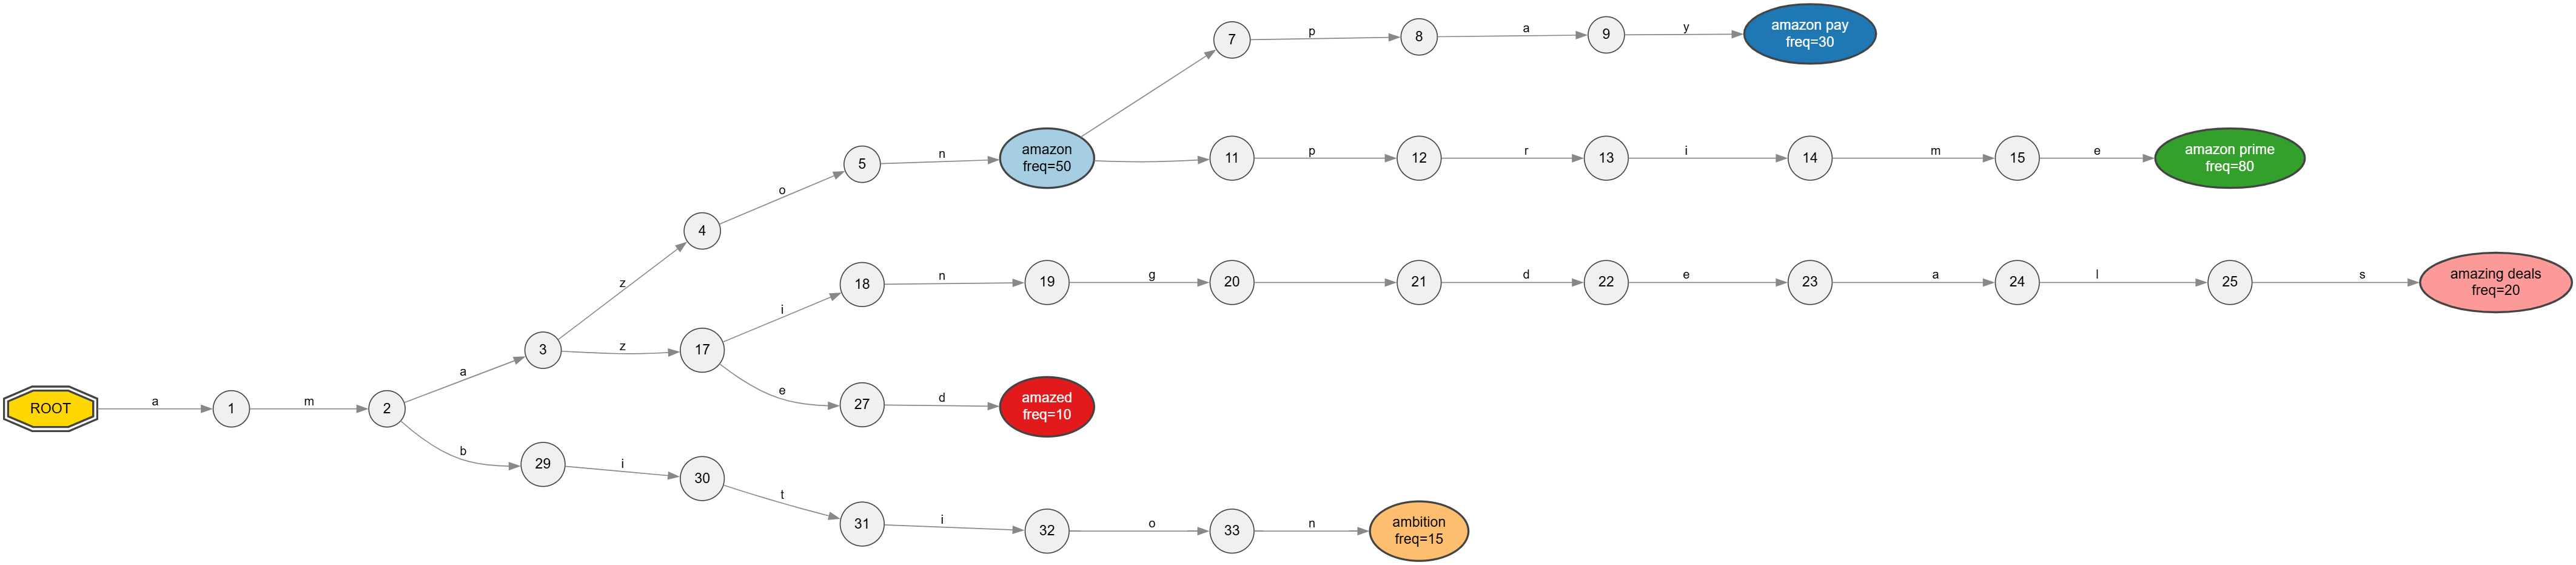 7
p
8
a
9
y
amazon pay
freq=30
5
n
amazon
freq=50
11
p
12
r
13
i
14
m
15
e
amazon prime
freq=80
o
4
z
18
n
19
g
20
21
d
22
e
23
a
24
l
25
s
amazing deals
freq=20
i
3
z
17
a
e
27
d
amazed
freq=10
ROOT
a
1
m
2
b
29
i
30
t
31
i
32
o
33
n
ambition
freq=15